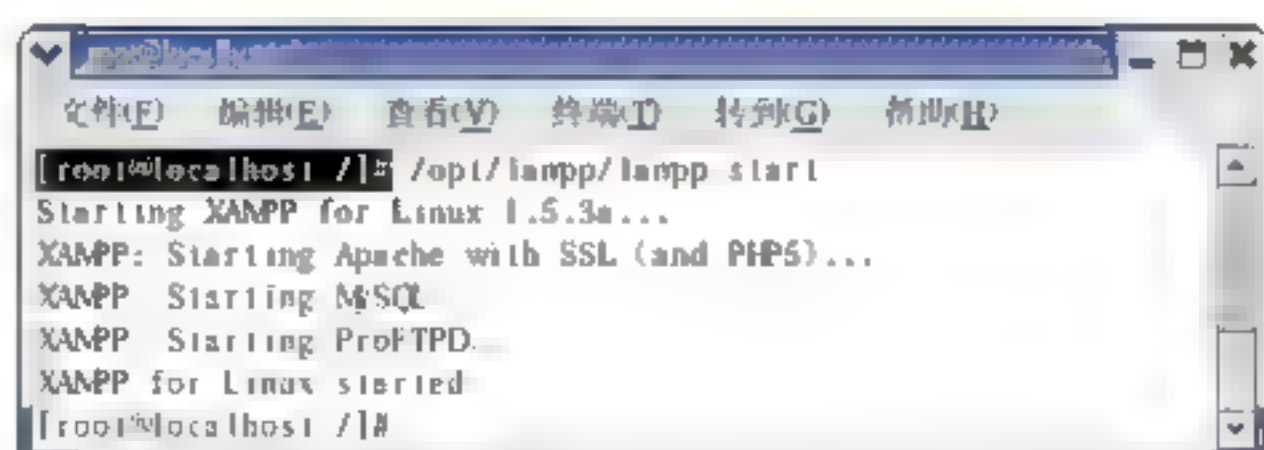 文件(F) 编辑(E) 查看(V) 终端(T) 转到(G) 帮助(H)
[root@localhost /]# /opt/lampp/lampp start
Starting XAMPP for Linux 1.5.3a...
XAMPP: Starting Apache with SSL (and PHP5)...
XAMPP  Starting MySQL
XAMPP  Starting ProFTPD...
XAMPP for Linux started
[root@localhost /]#